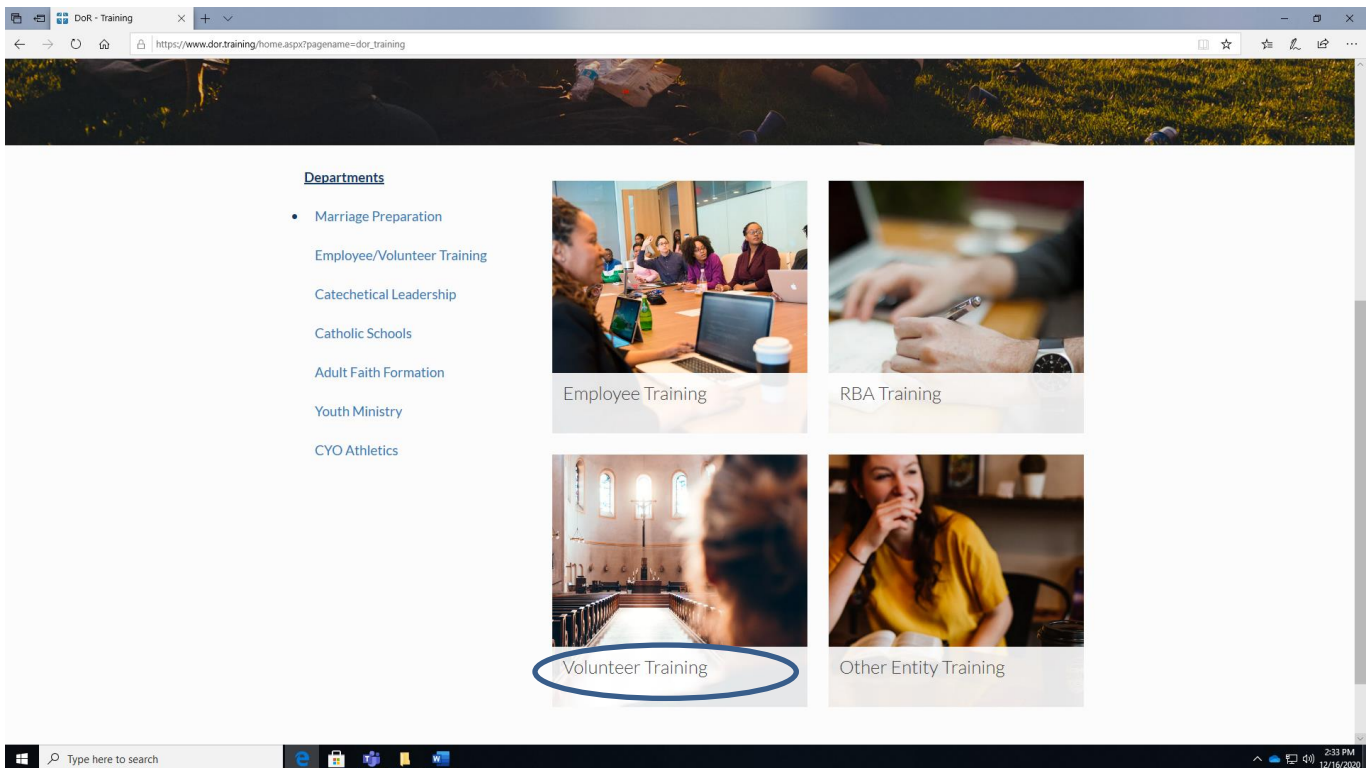 DoR - Training
https://www.dor.training/home.aspx?pagename=dor_training
Departments
Marriage Preparation
Employee/Volunteer Training
Catechetical Leadership
Catholic Schools
Adult Faith Formation
Youth Ministry
CYO Athletics
Employee Training
RBA Training
Volunteer Training
Other Entity Training
Type here to search
2:33 PM
12/16/2020